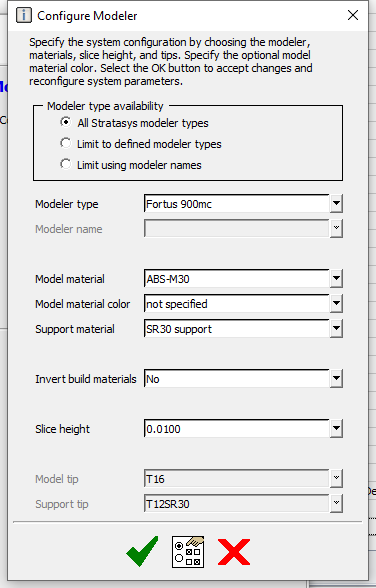 Configure Modeler
Specify the system configuration by choosing the modeler,
materials, slice height, and tips. Specify the optional model
material color. Select the OK button to accept changes and
reconfigure system parameters.
Modeler type availability
All Stratasys modeler types
Limit to defined modeler types
Limit using modeler names
Modeler type Fortus 900mc
Modeler name
Model material ABS-M30
Model material color not specified
Support material SR30 support
Invert build materials No
Slice height 0.0100
Model tip T16
Support tip T12SR30